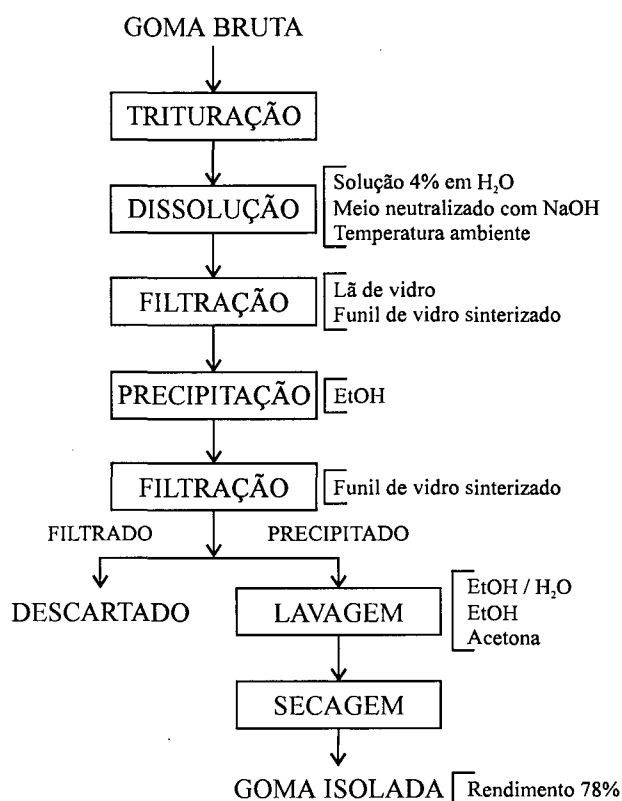 GOMA BRUTA
TRITURAÇÃO
DISSOLUÇÃO
Solução 4% em H₂O
Meio neutralizado com NaOH
Temperatura ambiente
FILTRAÇÃO
Lã de vidro
Funil de vidro sinterizado
PRECIPITAÇÃO
EtOH
FILTRAÇÃO
Funil de vidro sinterizado
FILTRADO
PRECIPITADO
DESCARTADO
LAVAGEM
EtOH / H₂O
EtOH
Acetona
SECAGEM
GOMA ISOLADA
Rendimento 78%